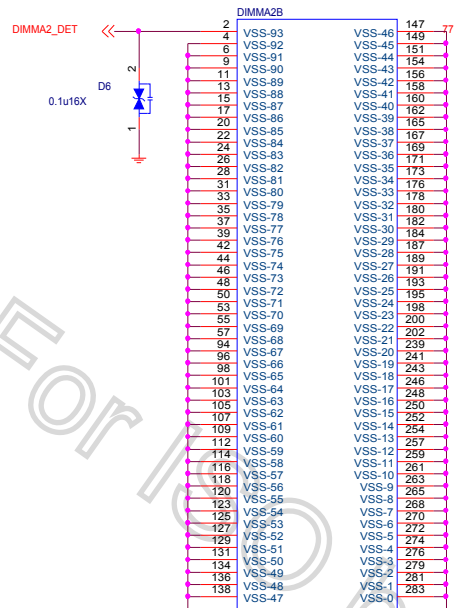 DIMMA2B
DIMMA2_DET 2 VSS-93 VSS-46 147 77
4 VSS-92 VSS-45 149
6 VSS-91 VSS-44 151
9 VSS-90 VSS-43 154
11 VSS-89 VSS-42 156
13 VSS-88 VSS-41 158
15 VSS-87 VSS-40 160
17 VSS-86 VSS-39 162
20 VSS-85 VSS-38 165
22 VSS-84 VSS-37 167
24 VSS-83 VSS-36 169
26 VSS-82 VSS-35 171
28 VSS-81 VSS-34 173
31 VSS-80 VSS-33 176
33 VSS-79 VSS-32 178
35 VSS-78 VSS-31 180
37 VSS-77 VSS-30 182
39 VSS-76 VSS-29 184
42 VSS-75 VSS-28 187
44 VSS-74 VSS-27 189
46 VSS-73 VSS-26 191
48 VSS-72 VSS-25 193
50 VSS-71 VSS-24 195
53 VSS-70 VSS-23 198
55 VSS-69 VSS-22 200
57 VSS-68 VSS-21 202
94 VSS-67 VSS-20 239
96 VSS-66 VSS-19 241
98 VSS-65 VSS-18 243
101 VSS-64 VSS-17 246
103 VSS-63 VSS-16 248
105 VSS-62 VSS-15 250
107 VSS-61 VSS-14 252
109 VSS-60 VSS-13 254
112 VSS-59 VSS-12 257
114 VSS-58 VSS-11 259
116 VSS-57 VSS-10 261
118 VSS-56 VSS-9 263
120 VSS-55 VSS-8 265
123 VSS-54 VSS-7 268
125 VSS-53 VSS-6 270
127 VSS-52 VSS-5 272
129 VSS-51 VSS-4 274
131 VSS-50 VSS-3 276
134 VSS-49 VSS-2 279
136 VSS-48 VSS-1 281
138 VSS-47 VSS-0 283
2
D6
0.1u16X
1
For